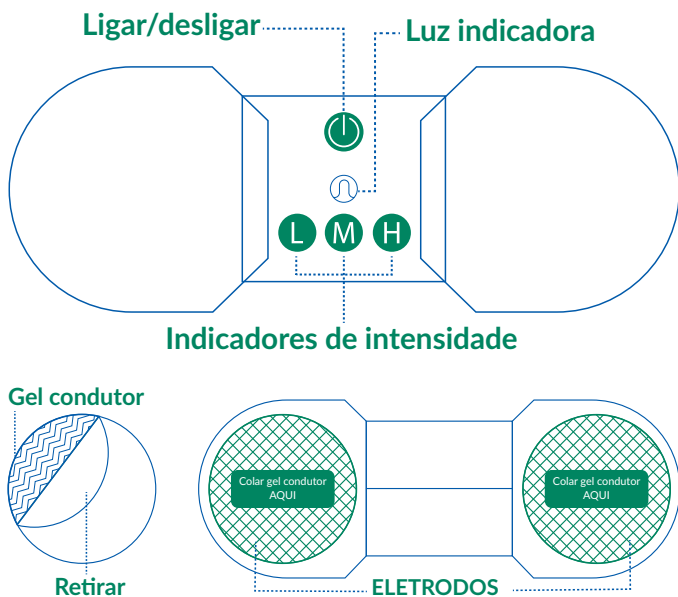 Ligar/desligar
Luz indicadora
L M H
Indicadores de intensidade
Gel condutor
Colar gel condutor
AQUI
Colar gel condutor
AQUI
Retirar
ELETRODOS